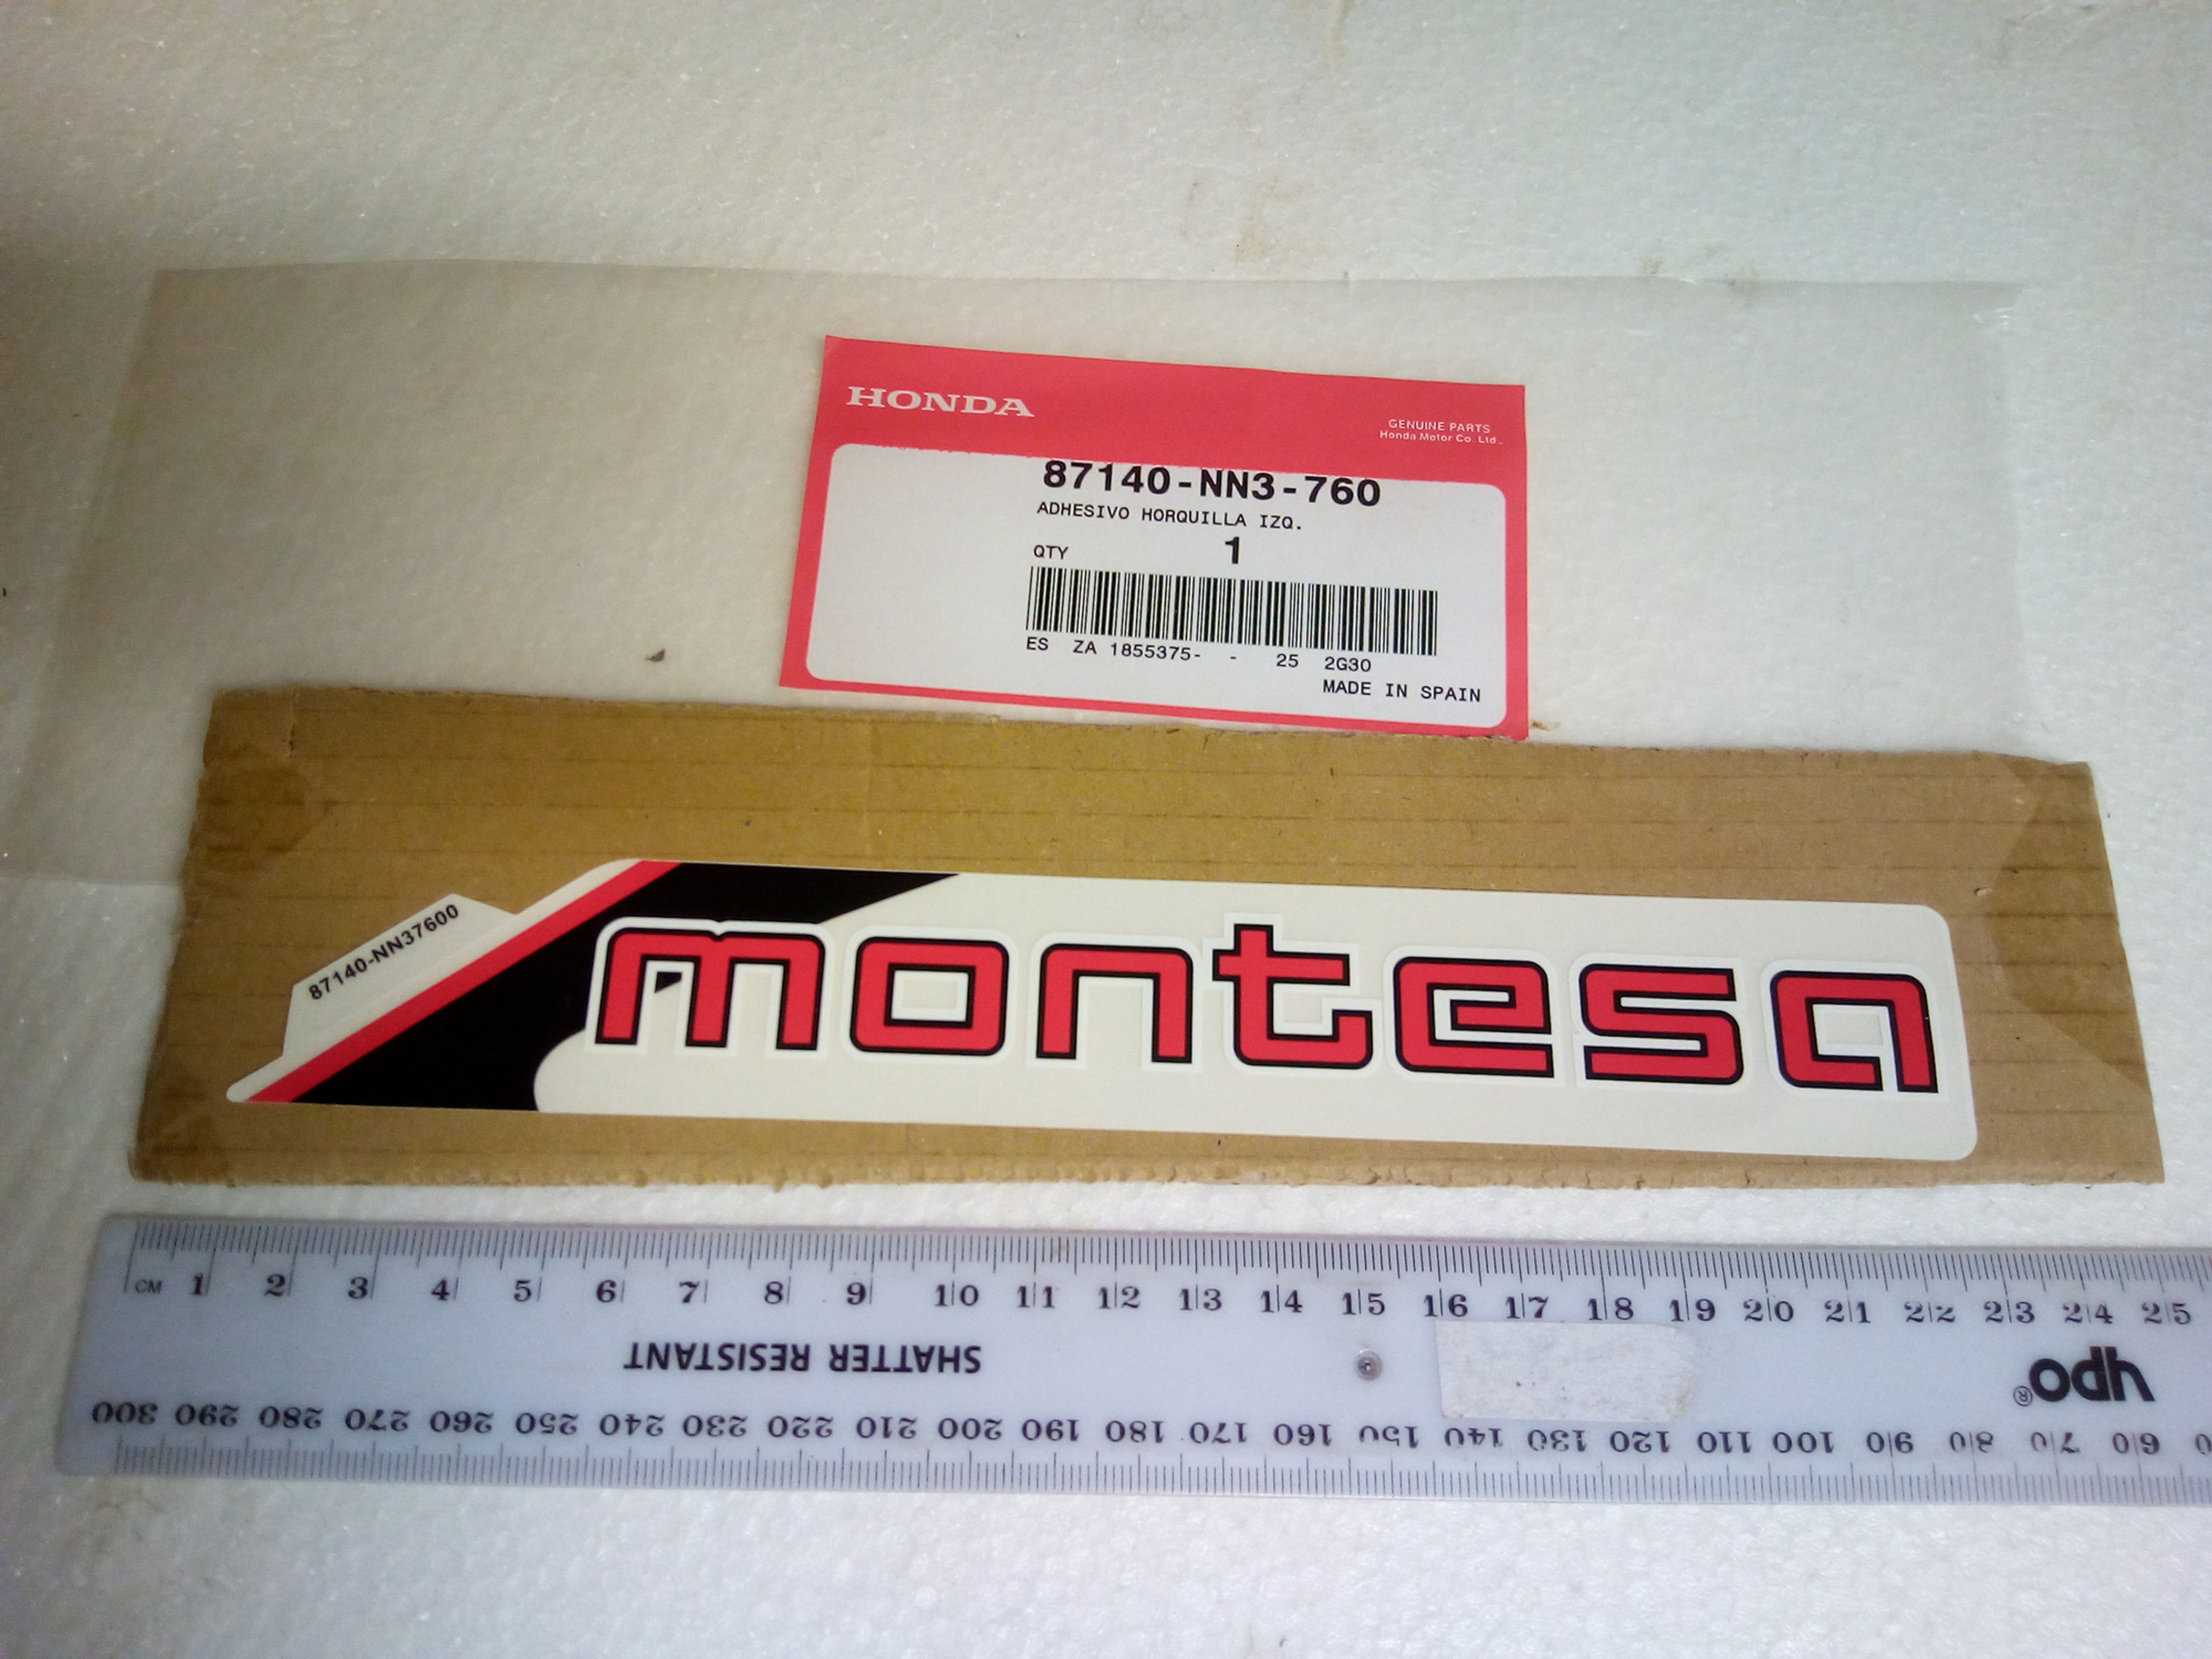 HONDA
GENUINE PARTS
Honda Motor Co. Ltd.
87140-NN3-760
ADHESIVO HORQUILLA IZQ.
QTY 1
ES ZA 1855375- - 25 2G30
MADE IN SPAIN
87140-NN37600
montesa
CM 1 2 3 4 5 6 7 8 9 10 11 12 13 14 15 16 17 18 19 20 21 22 23 24 25
SHATTER RESISTANT
odh®
300 290 280 270 260 250 240 230 220 210 200 190 180 170 160 150 140 130 120 110 100 90 80 70 60